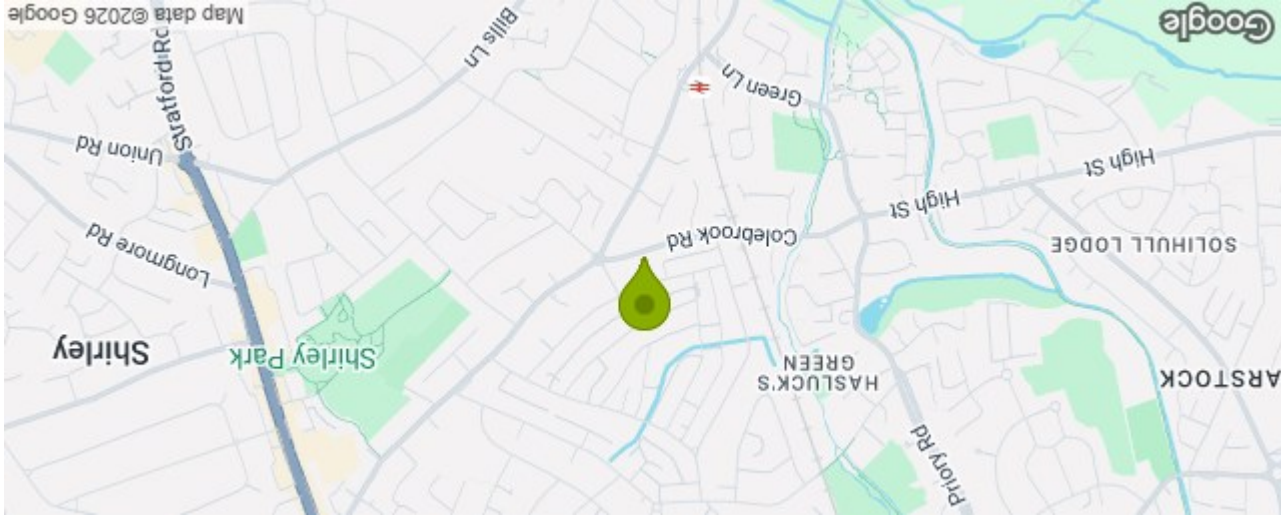 Priory Rd
ARSTOCK
HASLUCK'S
GREEN
Shirley Park
Shirley
SOLIHULL LODGE
Colebrook Rd
Longmore Rd
High St
High St
Union Rd
Green Ln
Stratford Rd
Bills Ln
Google
Map data ©2026 Google